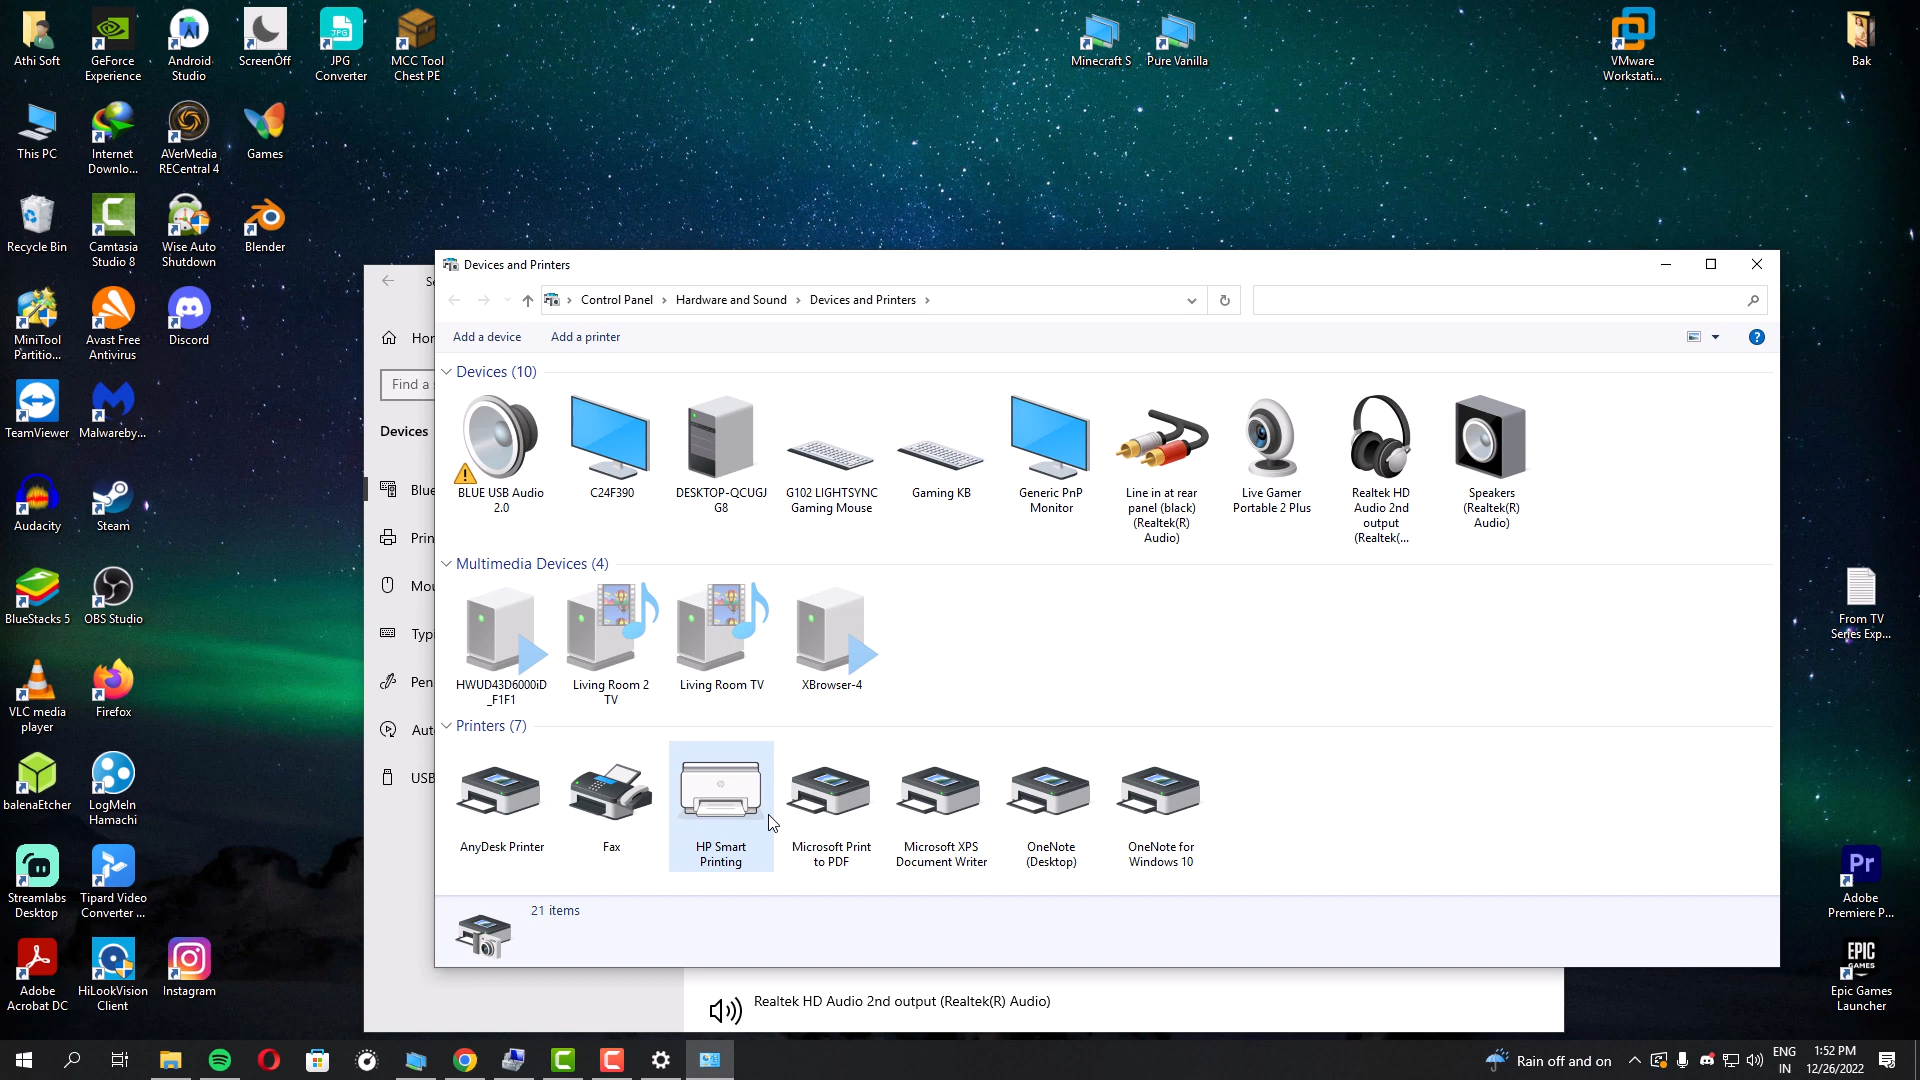 Athi Soft
GeForce
Experience
Android
Studio
ScreenOff
JPG
JPG
Converter
MCC Tool
Chest PE
Minecraft S
Pure Vanilla
VMware
Workstati...
Bak
This PC
Internet
Downlo...
AVerMedia
RECentral 4
Games
Recycle Bin
Camtasia
Studio 8
Wise Auto
Shutdown
Blender
MiniTool
Partitio...
Avast Free
Antivirus
Discord
TeamViewer
Malwareby...
Audacity
Steam
BlueStacks 5
OBS Studio
VLC media
player
Firefox
balenaEtcher
LogMeIn
Hamachi
Streamlabs
Desktop
Tipard Video
Converter ...
Adobe
Acrobat DC
HiLookVision
Client
Instagram
From TV
Series Exp...
Pr
Adobe
Premiere P...
EPIC
GAMES
Epic Games
Launcher
Find a
Devices
Devices and Printers
Control Panel
Hardware and Sound
Devices and Printers
Add a device
Add a printer
Devices (10)
BLUE USB Audio
2.0
C24F390
DESKTOP-QCUGJ
G8
G102 LIGHTSYNC
Gaming Mouse
Gaming KB
Generic PnP
Monitor
Line in at rear
panel (black)
(Realtek(R)
Audio)
Live Gamer
Portable 2 Plus
Realtek HD
Audio 2nd
output
(Realtek(...
Speakers
(Realtek(R)
Audio)
Multimedia Devices (4)
HWUD43D6000iD
_F1F1
Living Room 2
TV
Living Room TV
XBrowser-4
Printers (7)
AnyDesk Printer
Fax
HP Smart
Printing
Microsoft Print
to PDF
Microsoft XPS
Document Writer
OneNote
(Desktop)
OneNote for
Windows 10
21 items
Pen
USB
Realtek HD Audio 2nd output (Realtek(R) Audio)
Rain off and on
ENG
IN
1:52 PM
12/26/2022